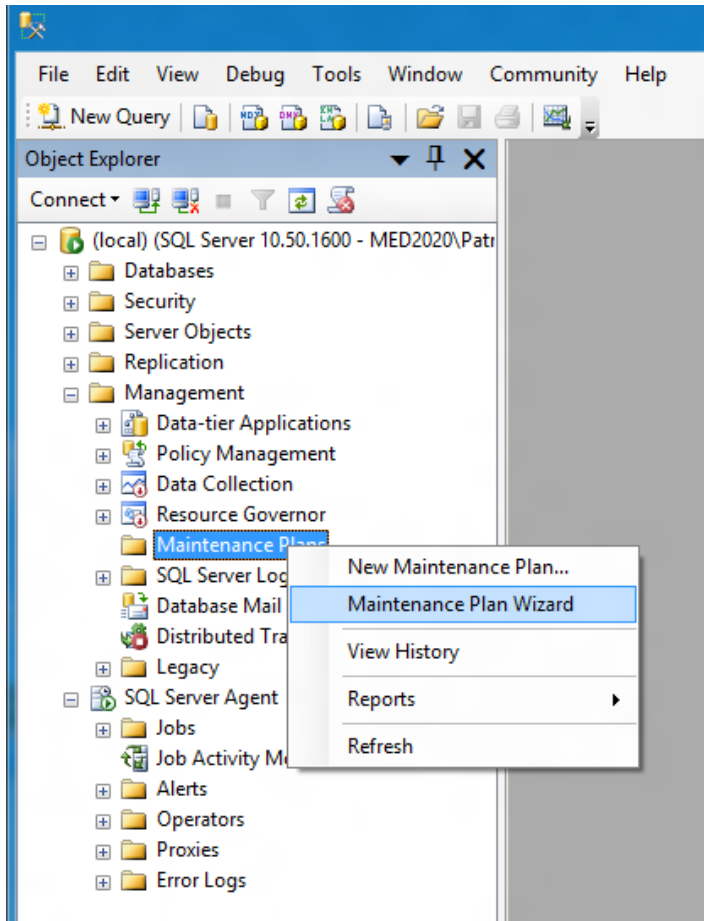 File Edit View Debug Tools Window Community Help
New Query
Object Explorer
Connect
(local) (SQL Server 10.50.1600 - MED2020\Patr
Databases
Security
Server Objects
Replication
Management
Data-tier Applications
Policy Management
Data Collection
Resource Governor
Maintenance Plans
New Maintenance Plan...
SQL Server Log
Maintenance Plan Wizard
Database Mail
Distributed Tra
View History
Legacy
SQL Server Agent
Reports
Jobs
Refresh
Job Activity Mo
Alerts
Operators
Proxies
Error Logs